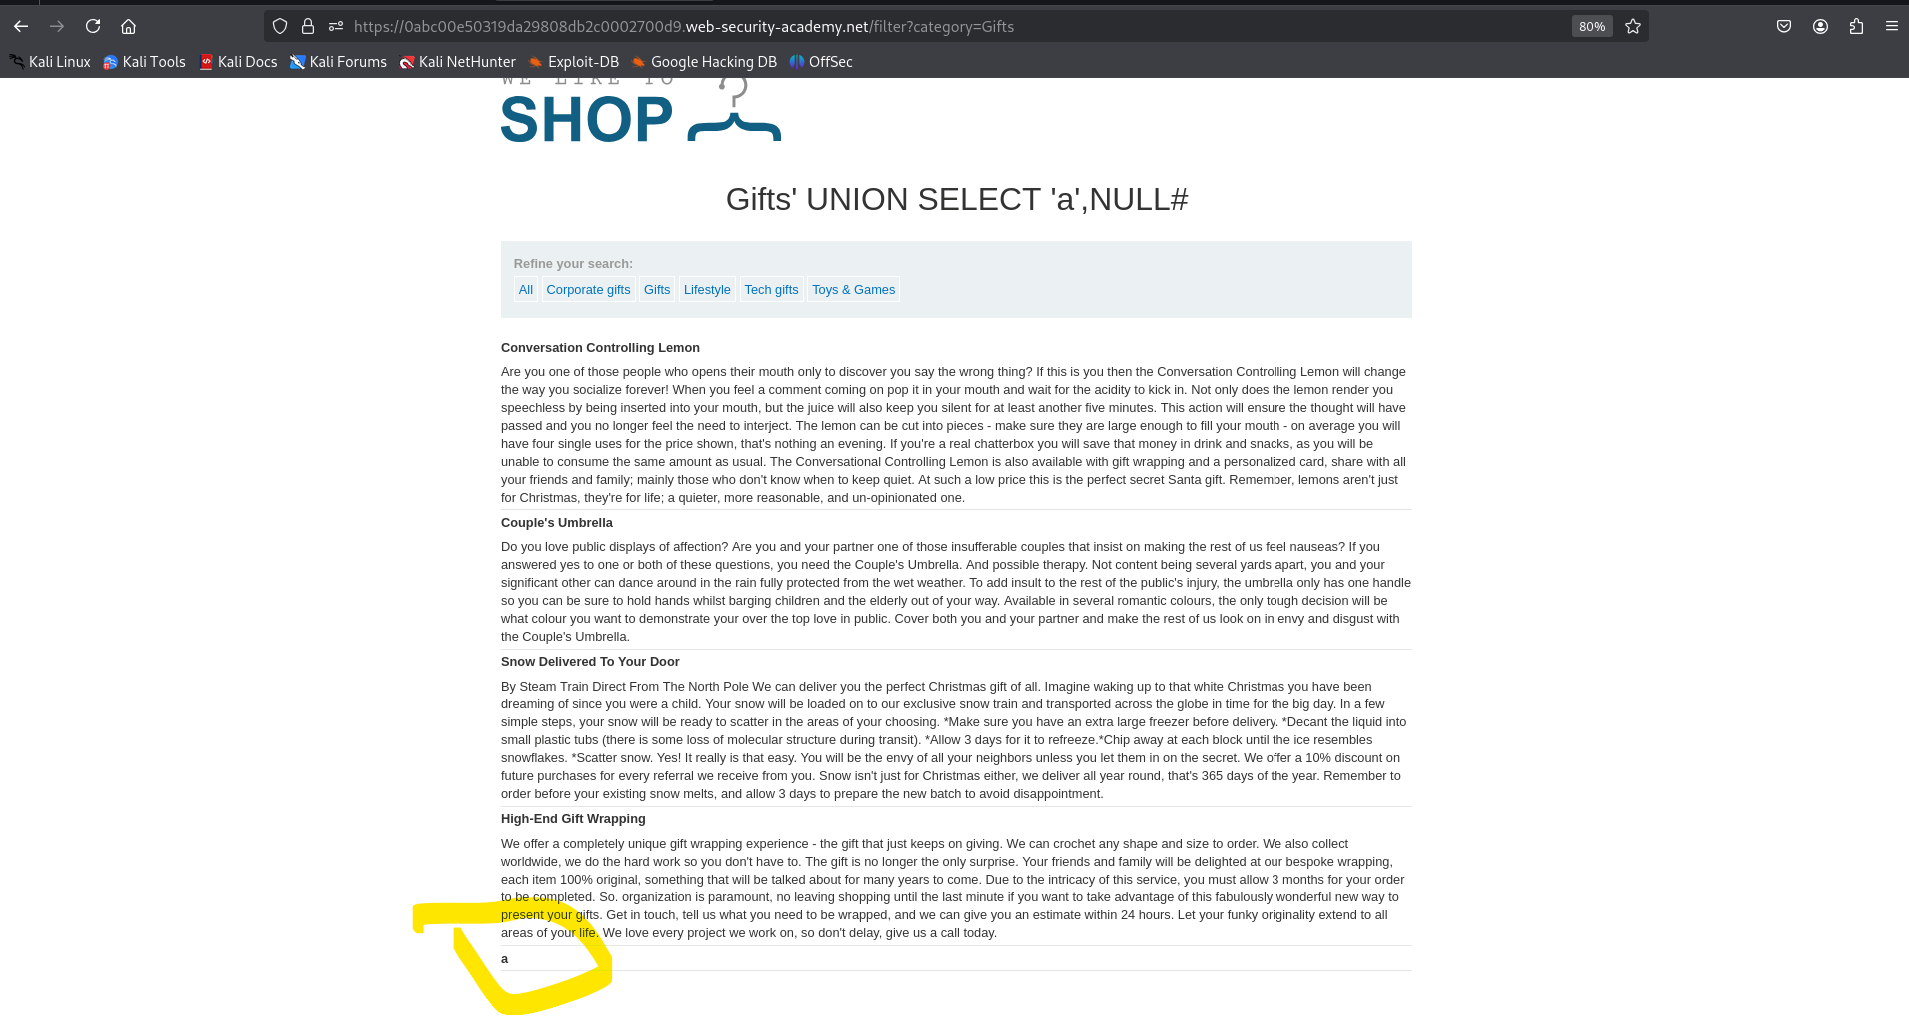 https://0abc00e50319da29808db2c0002700d9.web-security-academy.net/filter?category=Gifts
80%
Kali Linux
Kali Tools
Kali Docs
Kali Forums
Kali NetHunter
Exploit-DB
Google Hacking DB
OffSec
WE LIKE TO
SHOP
Gifts' UNION SELECT 'a',NULL#
Refine your search:
All
Corporate gifts
Gifts
Lifestyle
Tech gifts
Toys & Games
Conversation Controlling Lemon
Are you one of those people who opens their mouth only to discover you say the wrong thing? If this is you then the Conversation Controlling Lemon will change
the way you socialize forever! When you feel a comment coming on pop it in your mouth and wait for the acidity to kick in. Not only does the lemon render you
speechless by being inserted into your mouth, but the juice will also keep you silent for at least another five minutes. This action will ensure the thought will have
passed and you no longer feel the need to interject. The lemon can be cut into pieces - make sure they are large enough to fill your mouth - on average you will
have four single uses for the price shown, that's nothing an evening. If you're a real chatterbox you will save that money in drink and snacks, as you will be
unable to consume the same amount as usual. The Conversational Controlling Lemon is also available with gift wrapping and a personalized card, share with all
your friends and family; mainly those who don't know when to keep quiet. At such a low price this is the perfect secret Santa gift. Remember, lemons aren't just
for Christmas, they're for life; a quieter, more reasonable, and un-opinionated one.
Couple's Umbrella
Do you love public displays of affection? Are you and your partner one of those insufferable couples that insist on making the rest of us feel nauseas? If you
answered yes to one or both of these questions, you need the Couple's Umbrella. And possible therapy. Not content being several yards apart, you and your
significant other can dance around in the rain fully protected from the wet weather. To add insult to the rest of the public's injury, the umbrella only has one handle
so you can be sure to hold hands whilst barging children and the elderly out of your way. Available in several romantic colours, the only tough decision will be
what colour you want to demonstrate your over the top love in public. Cover both you and your partner and make the rest of us look on in envy and disgust with
the Couple's Umbrella.
Snow Delivered To Your Door
By Steam Train Direct From The North Pole We can deliver you the perfect Christmas gift of all. Imagine waking up to that white Christmas you have been
dreaming of since you were a child. Your snow will be loaded on to our exclusive snow train and transported across the globe in time for the big day. In a few
simple steps, your snow will be ready to scatter in the areas of your choosing. *Make sure you have an extra large freezer before delivery. *Decant the liquid into
small plastic tubs (there is some loss of molecular structure during transit). *Allow 3 days for it to refreeze.*Chip away at each block until the ice resembles
snowflakes. *Scatter snow. Yes! It really is that easy. You will be the envy of all your neighbors unless you let them in on the secret. We offer a 10% discount on
future purchases for every referral we receive from you. Snow isn't just for Christmas either, we deliver all year round, that's 365 days of the year. Remember to
order before your existing snow melts, and allow 3 days to prepare the new batch to avoid disappointment.
High-End Gift Wrapping
We offer a completely unique gift wrapping experience - the gift that just keeps on giving. We can crochet any shape and size to order. We also collect
worldwide, we do the hard work so you don't have to. The gift is no longer the only surprise. Your friends and family will be delighted at our bespoke wrapping,
each item 100% original, something that will be talked about for many years to come. Due to the intricacy of this service, you must allow 3 months for your order
to be completed. So. organization is paramount, no leaving shopping until the last minute if you want to take advantage of this fabulously wonderful new way to
present your gifts. Get in touch, tell us what you need to be wrapped, and we can give you an estimate within 24 hours. Let your funky originality extend to all
areas of your life. We love every project we work on, so don't delay, give us a call today.
a